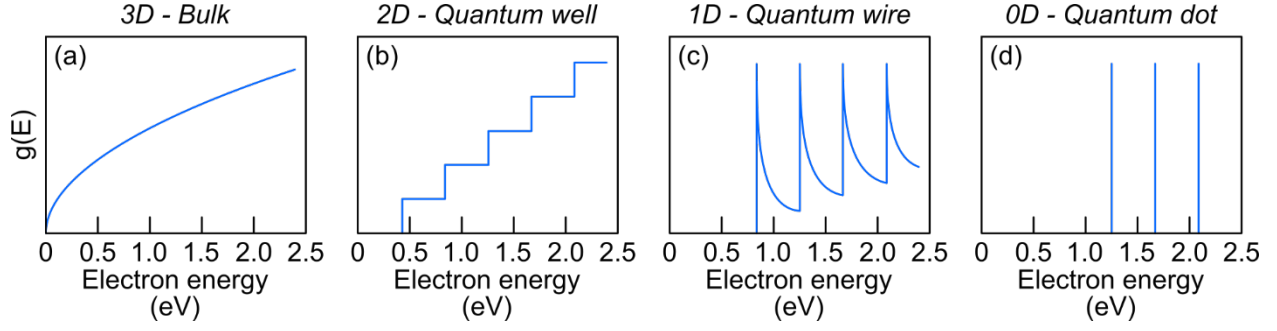 3D - Bulk
2D - Quantum well
1D - Quantum wire
0D - Quantum dot
g(E)
(a)
(b)
(c)
(d)
0 0.5 1.0 1.5 2.0 2.5
0 0.5 1.0 1.5 2.0 2.5
0 0.5 1.0 1.5 2.0 2.5
0 0.5 1.0 1.5 2.0 2.5
Electron energy
(eV)
Electron energy
(eV)
Electron energy
(eV)
Electron energy
(eV)